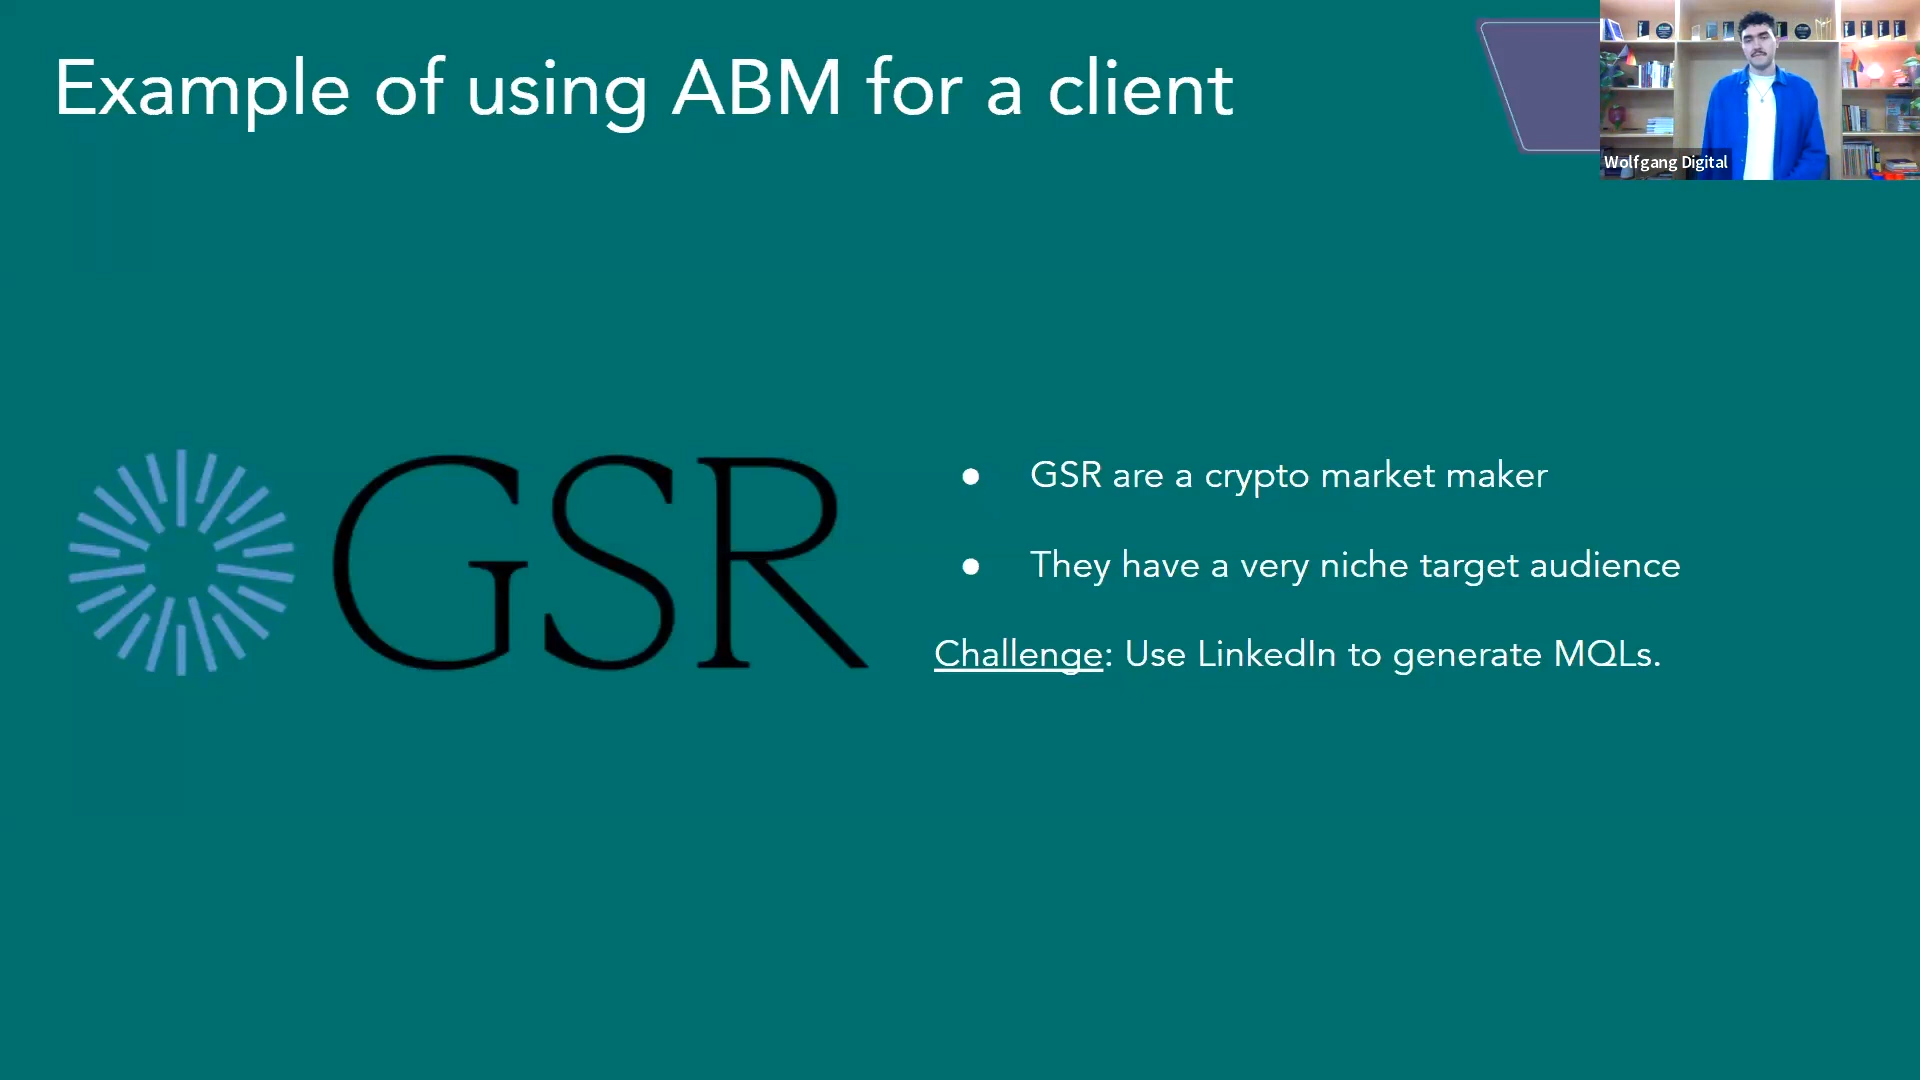 Example of using ABM for a client
Wolfgang Digital
GSR
● GSR are a crypto market maker
● They have a very niche target audience
Challenge: Use LinkedIn to generate MQLs.